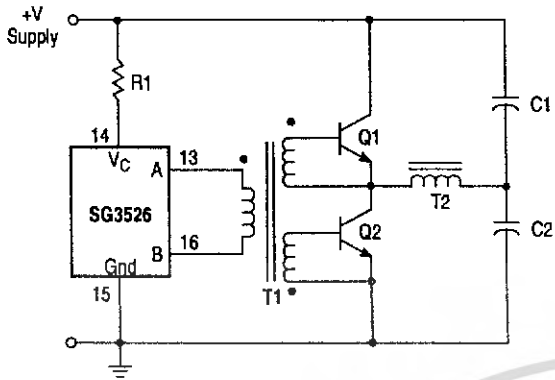 +V
Supply
R1
14
VC
A
13
SG3526
B
16
Gnd
15
T1
Q1
Q2
T2
C1
C2